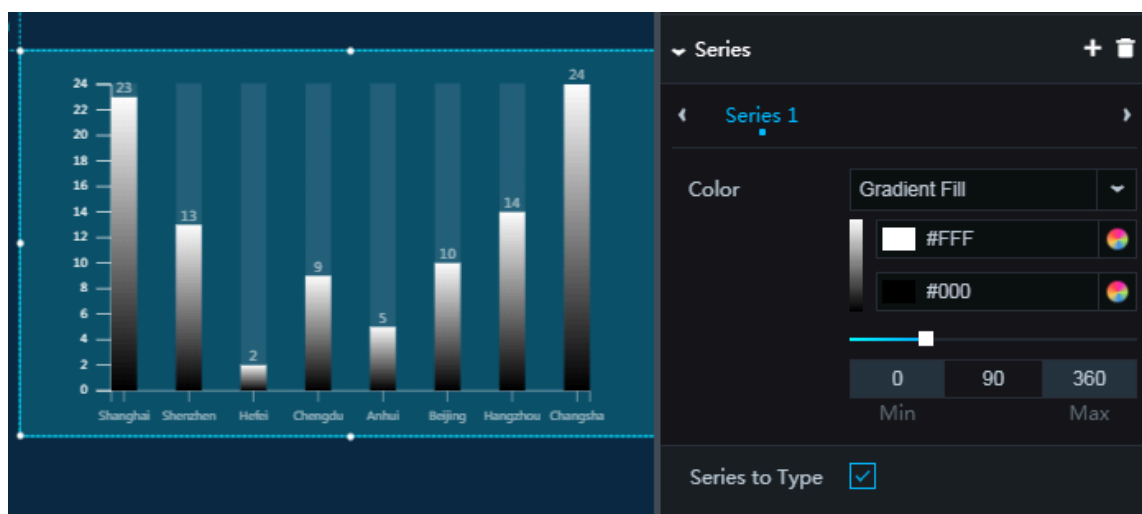 24
22
20
18
16
14
12
10
8
6
4
2
0
23
13
2
9
5
10
14
24
Shanghai Shenzhen Hefei Chengdu Anhui Beijing Hangzhou Changsha
Series
Series 1
Color Gradient Fill
#FFF
#000
0 90 360
Min Max
Series to Type